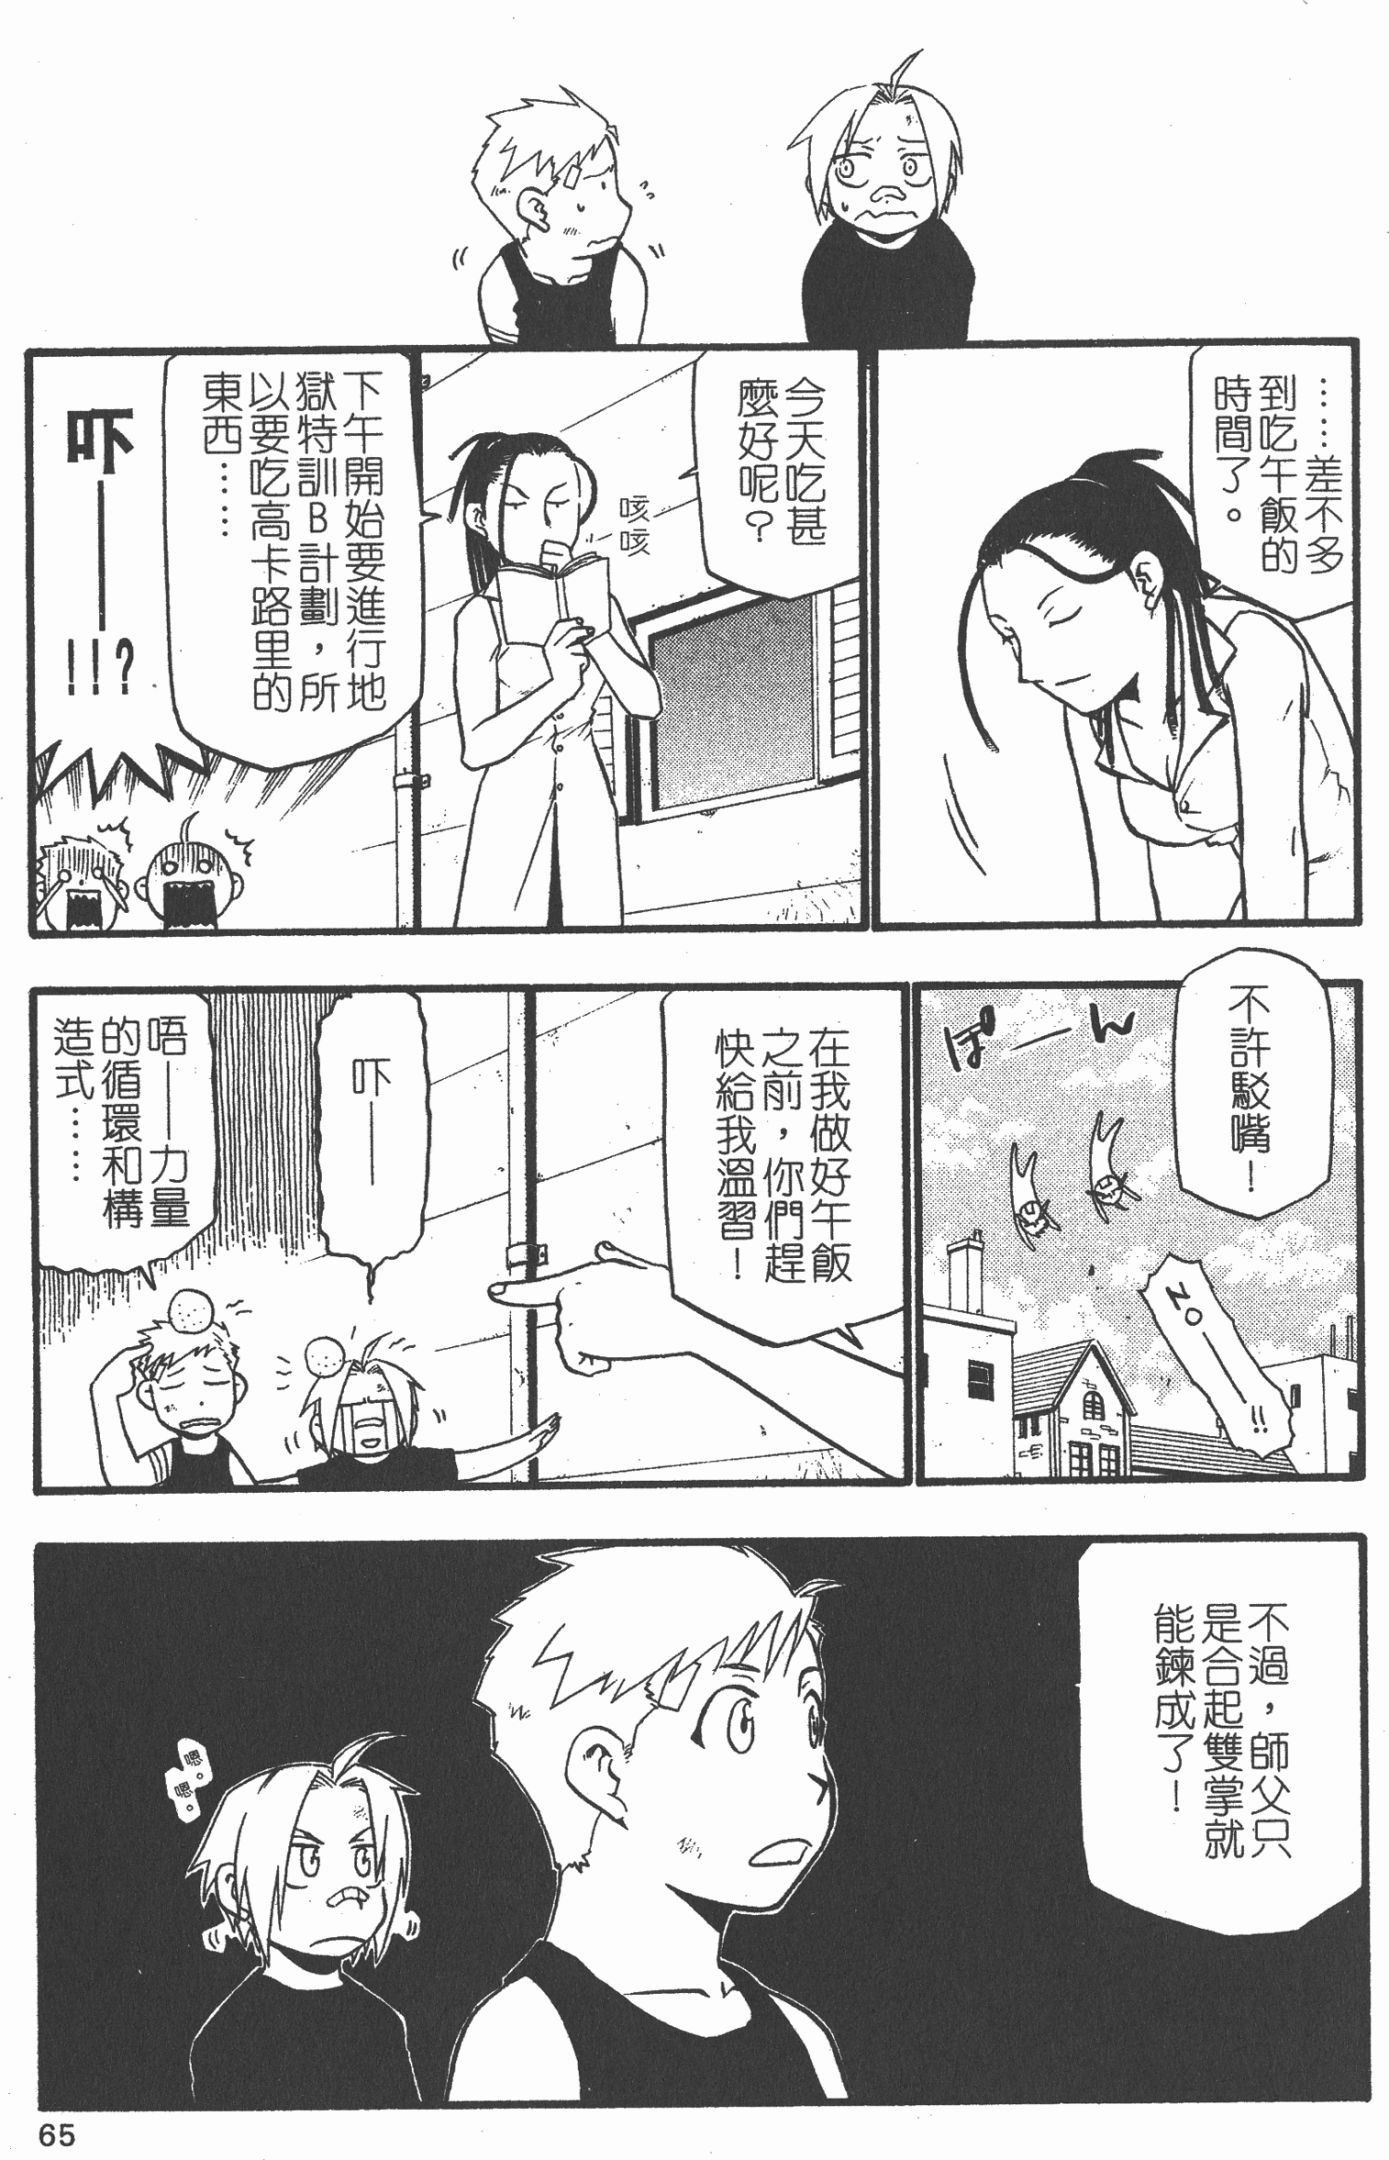 ……差不多
到吃午飯的
時間了。
今天吃甚
麼好呢?
咳
咳
下午開始要進行地
獄特訓B計劃,所
以要吃高卡路里的
東西……
吓——!!?
不許駁嘴!
ぱーん
NO——!!
在我做好午飯
之前,你們趕
快給我溫習!
吓——
唔——力量
的循環和構
造式……
不過,師父只
是合起雙掌就
能鍊成了!
嗯。
嗯。
65